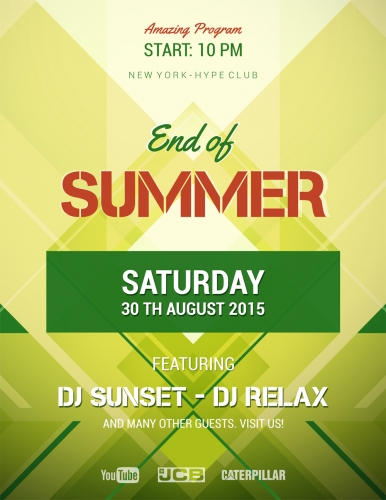 Amazing Program
START: 10 PM
NEW YORK-HYPE CLUB
End of
SUMMER
SATURDAY
30 TH AUGUST 2015
FEATURING
DJ SUNSET - DJ RELAX
AND MANY OTHER GUESTS. VISIT US!
YouTube JCB CATERPILLAR